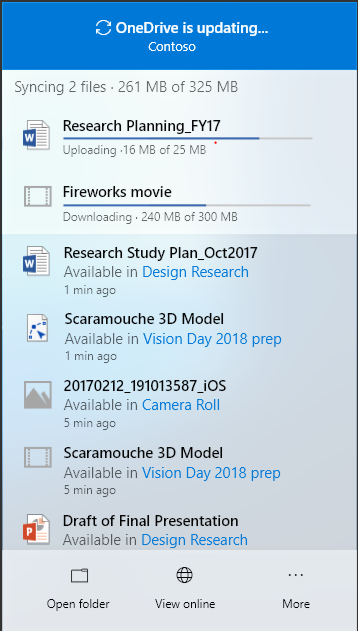 OneDrive is updating...
Contoso
Syncing 2 files · 261 MB of 325 MB
Research Planning_FY17
Uploading ·16 MB of 25 MB
Fireworks movie
Downloading · 240 MB of 300 MB
Research Study Plan_Oct2017
Available in Design Research
1 min ago
Scaramouche 3D Model
Available in Vision Day 2018 prep
1 min ago
20170212_191013587_iOS
Available in Camera Roll
5 min ago
Scaramouche 3D Model
Available in Vision Day 2018 prep
5 min ago
Draft of Final Presentation
Available in Design Research
Open folder
View online
More